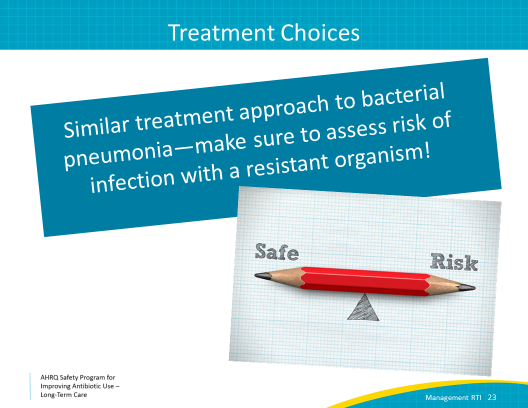 Treatment Choices
Similar treatment approach to bacterial
pneumonia—make sure to assess risk of
infection with a resistant organism!
Safe
Risk
AHRQ Safety Program for
Improving Antibiotic Use –
Long-Term Care
Management RTI 23